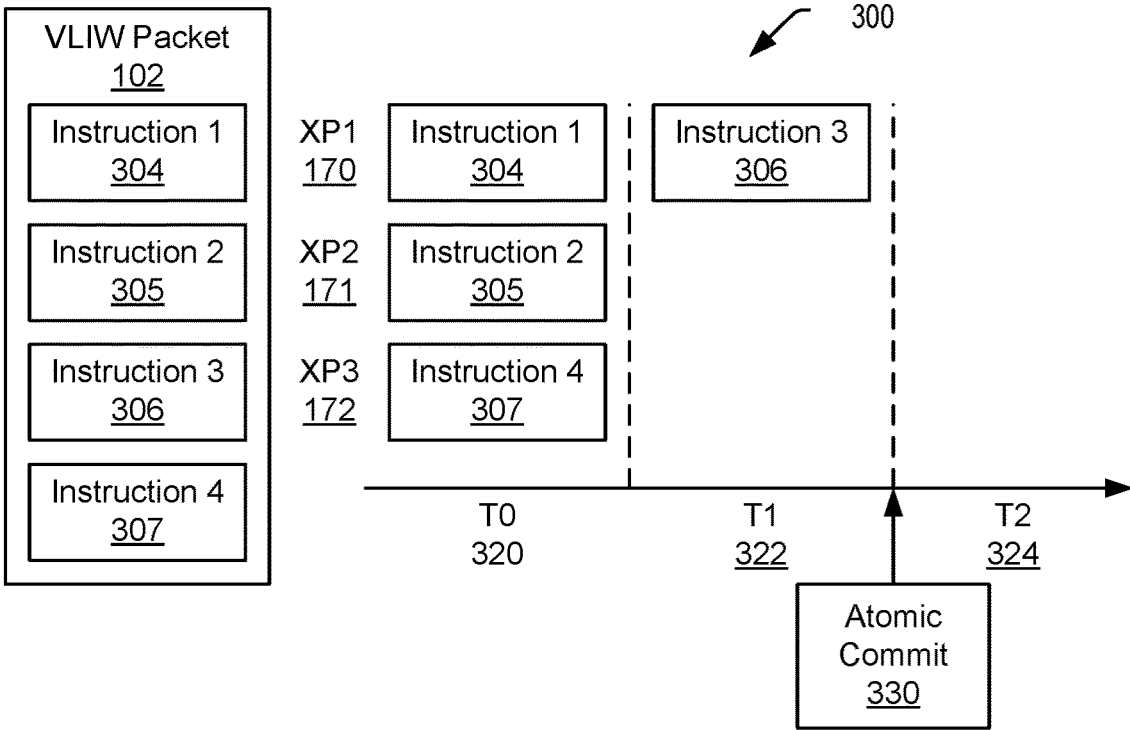 300
VLIW Packet
102
Instruction 1
304
Instruction 2
305
Instruction 3
306
Instruction 4
307
XP1
170
Instruction 1
304
Instruction 3
306
XP2
171
Instruction 2
305
XP3
172
Instruction 4
307
T0
320
T1
322
T2
324
Atomic
Commit
330